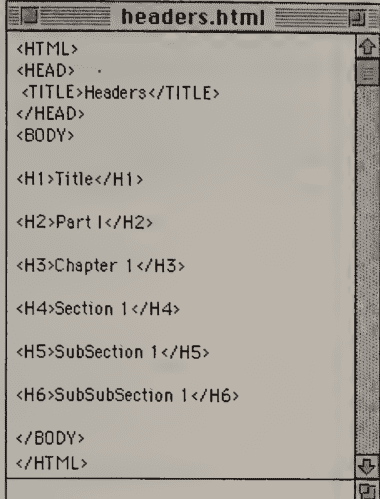 headers.html
<HTML>
<HEAD>
<TITLE>Headers</TITLE>
</HEAD>
<BODY>
<H1>Title</H1>
<H2>Part I</H2>
<H3>Chapter 1</H3>
<H4>Section 1</H4>
<H5>SubSection 1</H5>
<H6>SubSubSection 1</H6>
</BODY>
</HTML>